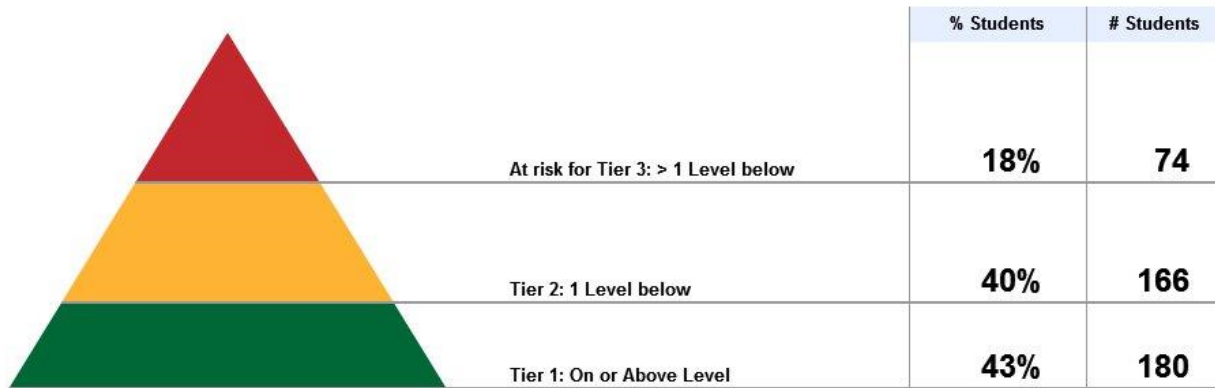 % Students # Students
At risk for Tier 3: > 1 Level below 18% 74
Tier 2: 1 Level below 40% 166
Tier 1: On or Above Level 43% 180